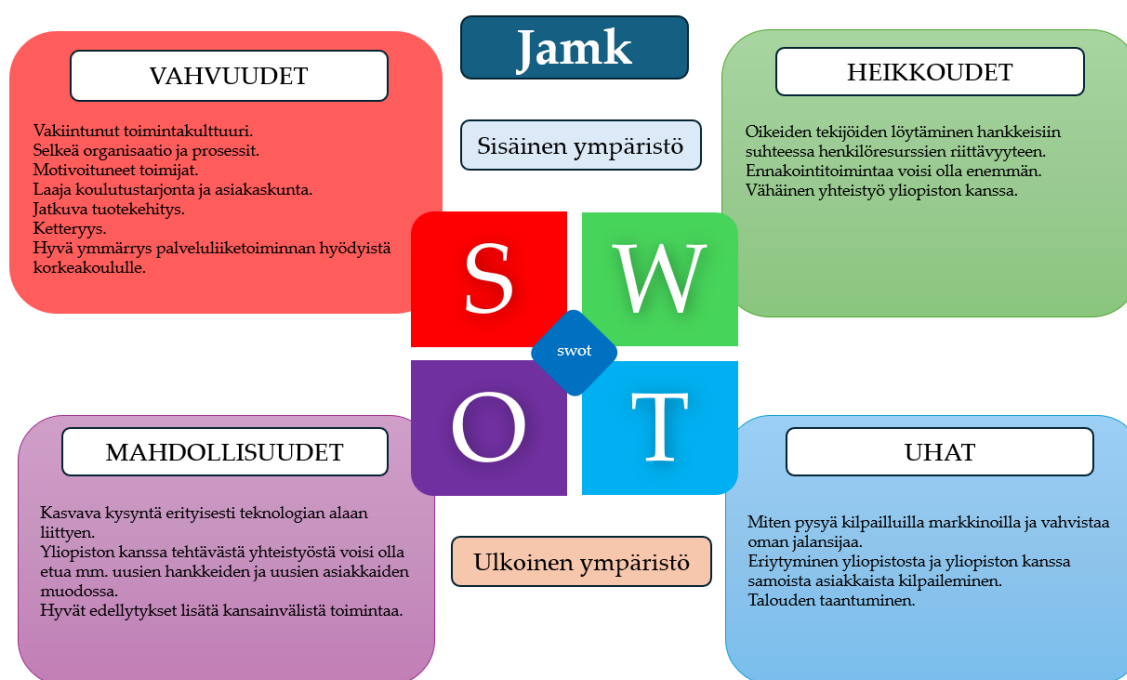 Jamk
VAHVUUDET
Vakiintunut toimintakulttuuri.
Selkeä organisaatio ja prosessit.
Motivoituneet toimijat.
Laaja koulutustarjonta ja asiakaskunta.
Jatkuva tuotekehitys.
Ketteryys.
Hyvä ymmärrys palveluliiketoiminnan hyödyistä
korkeakoululle.
Sisäinen ympäristö
HEIKKOUDET
Oikeiden tekijöiden löytäminen hankkeisiin
suhteessa henkilöresurssien riittävyyteen.
Ennakointitoimintaa voisi olla enemmän.
Vähäinen yhteistyö yliopiston kanssa.
S
W
swot
O
T
MAHDOLLISUUDET
Kasvava kysyntä erityisesti teknologian alaan
liittyen.
Yliopiston kanssa tehtävästä yhteistyöstä voisi olla
etua mm. uusien hankkeiden ja uusien asiakkaiden
muodossa.
Hyvät edellytykset lisätä kansainvälistä toimintaa.
Ulkoinen ympäristö
UHAT
Miten pysyä kilpailluilla markkinoilla ja vahvistaa
oman jalansijaa.
Eriytyminen yliopistosta ja yliopiston kanssa
samoista asiakkaista kilpaileminen.
Talouden taantuminen.